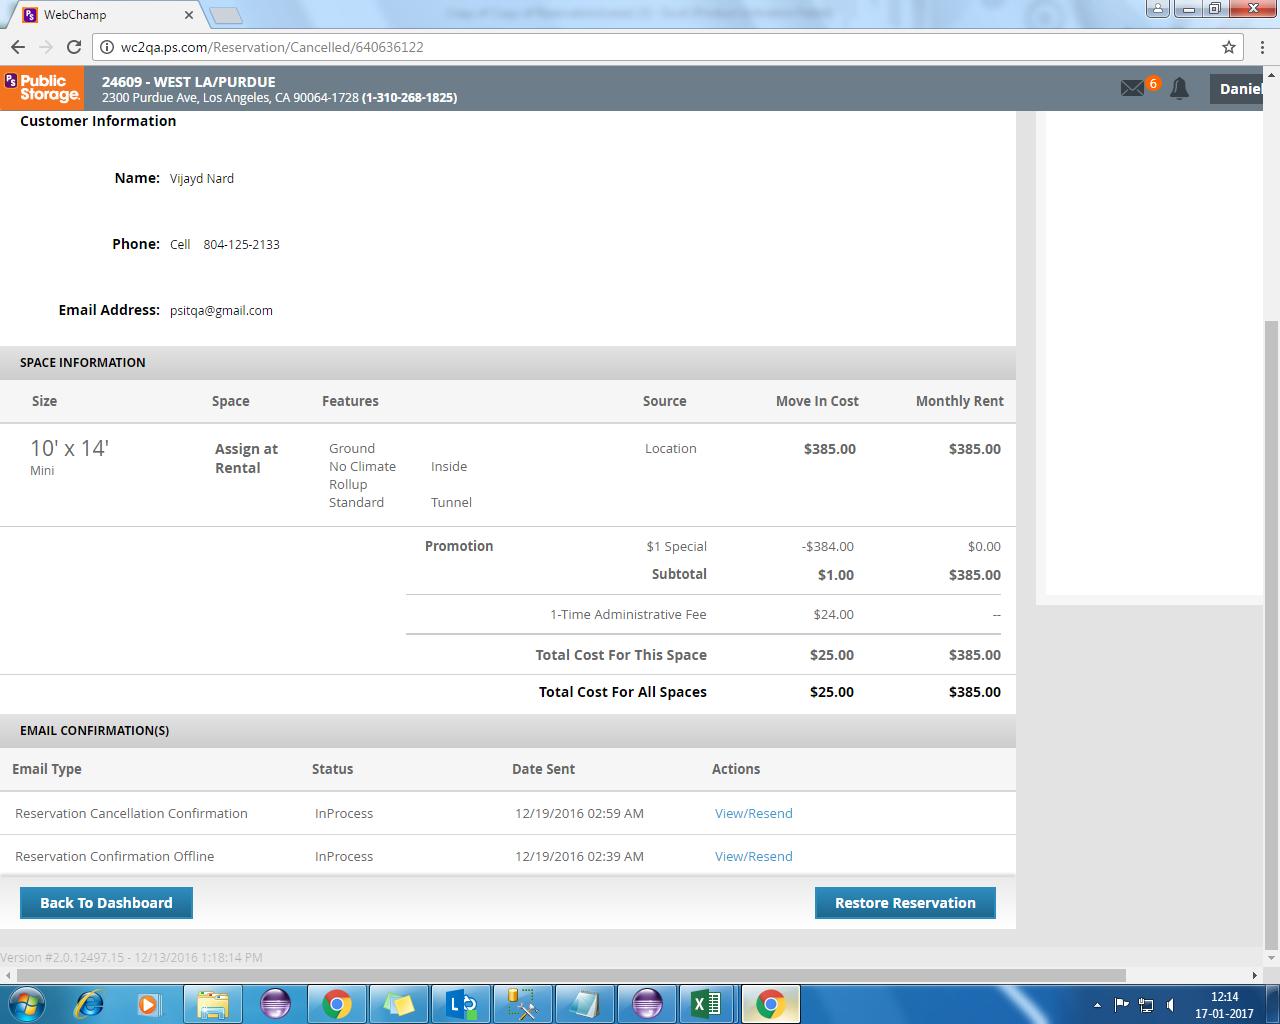 WebChamp
wc2qa.ps.com/Reservation/Cancelled/640636122
PS Public Storage.
24609 - WEST LA/PURDUE
2300 Purdue Ave, Los Angeles, CA 90064-1728 (1-310-268-1825)
6
Daniel
Customer Information
Name: Vijayd Nard
Phone: Cell 804-125-2133
Email Address: psitqa@gmail.com
SPACE INFORMATION
Size Space Features Source Move In Cost Monthly Rent
10' x 14' Assign at Ground Location $385.00 $385.00
Mini Rental No Climate Inside
Rollup
Standard Tunnel
Promotion $1 Special -$384.00 $0.00
Subtotal $1.00 $385.00
1-Time Administrative Fee $24.00 --
Total Cost For This Space $25.00 $385.00
Total Cost For All Spaces $25.00 $385.00
EMAIL CONFIRMATION(S)
Email Type Status Date Sent Actions
Reservation Cancellation Confirmation InProcess 12/19/2016 02:59 AM View/Resend
Reservation Confirmation Offline InProcess 12/19/2016 02:39 AM View/Resend
Back To Dashboard Restore Reservation
Version #2.0.12497.15 - 12/13/2016 1:18:14 PM
12:14
17-01-2017